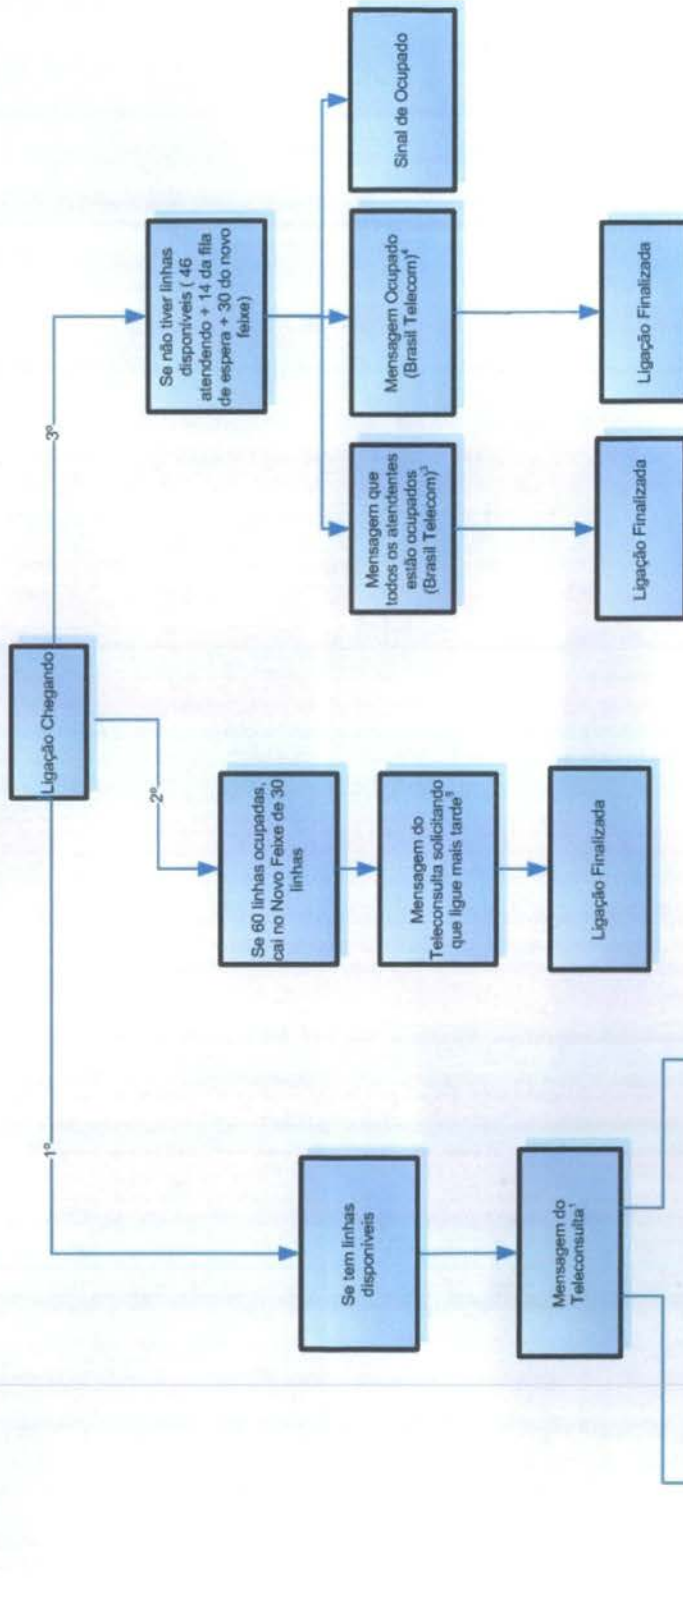 Ligação Chegando
1º
2º
3º
Se tem linhas
disponíveis
Mensagem do
Teleconsulta¹
Se 60 linhas ocupadas,
cai no Novo Feixe de 30
linhas
Mensagem do
Teleconsulta solicitando
que ligue mais tarde⁵
Ligação Finalizada
Se não tiver linhas
disponíveis ( 46
atendendo + 14 da fila
de espera + 30 do novo
feixe)
Mensagem que
todos os atendentes
estão ocupados
(Brasil Telecom)³
Ligação Finalizada
Mensagem Ocupado
(Brasil Telecom)⁴
Ligação Finalizada
Sinal de Ocupado